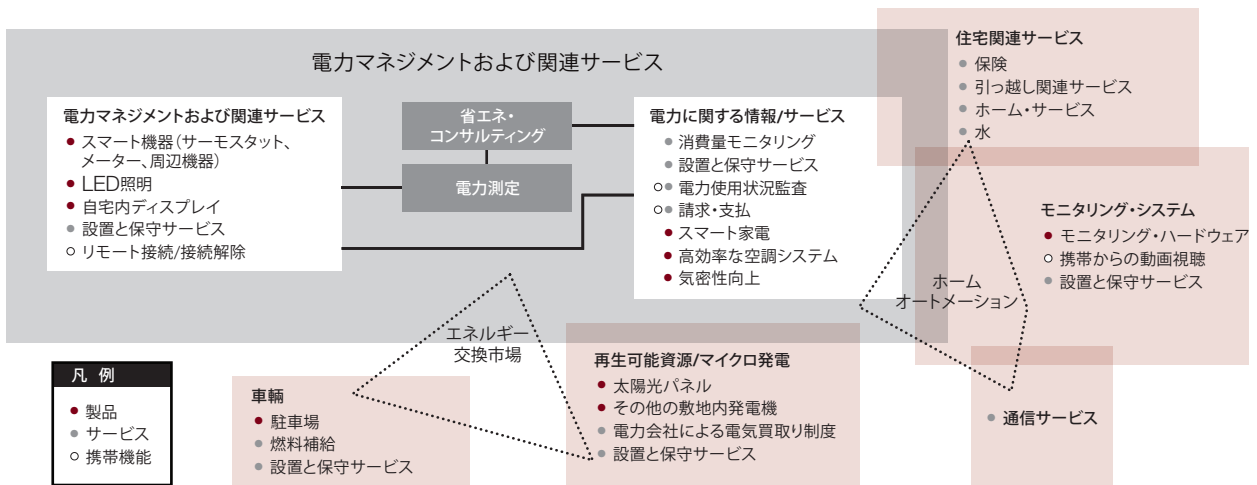 電力マネジメントおよび関連サービス
電力マネジメントおよび関連サービス
スマート機器(サーモスタット、
メーター、周辺機器)
LED照明
自宅内ディスプレイ
設置と保守サービス
リモート接続/接続解除
省エネ・
コンサルティング
電力測定
電力に関する情報/サービス
消費量モニタリング
設置と保守サービス
電力使用状況監査
請求・支払
スマート家電
高効率な空調システム
気密性向上
住宅関連サービス
保険
引っ越し関連サービス
ホーム・サービス
水
モニタリング・システム
モニタリング・ハードウェア
携帯からの動画視聴
設置と保守サービス
ホーム
オートメーション
エネルギー
交換市場
凡 例
製品
サービス
携帯機能
車輛
駐車場
燃料補給
設置と保守サービス
再生可能資源/マイクロ発電
太陽光パネル
その他の敷地内発電機
電力会社による電気買取り制度
設置と保守サービス
通信サービス